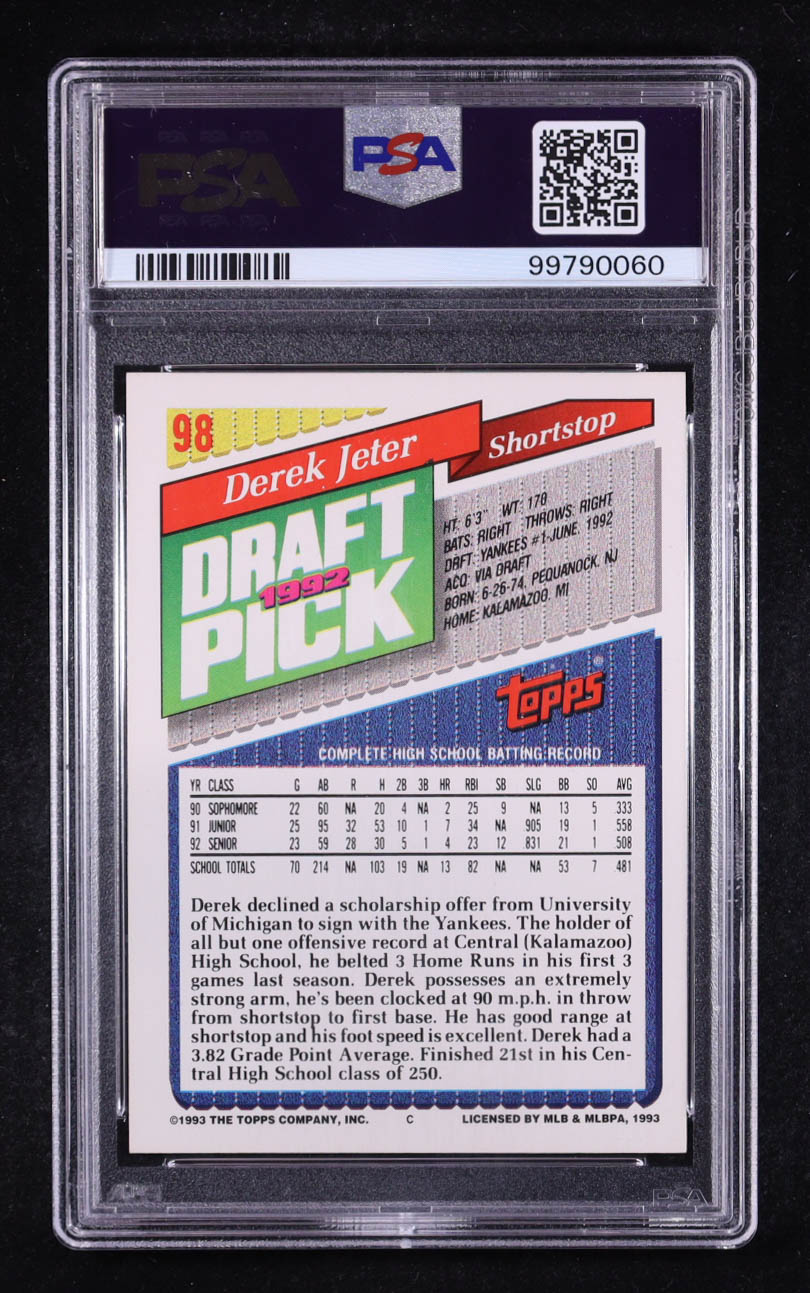 PSA
PSA
99790060
98
Derek Jeter
Shortstop
DRAFT
1992
PICK
HT: 6'3" WT: 178
BATS: RIGHT THROWS: RIGHT
DRFT: YANKEES #1-JUNE, 1992
ACQ: VIA DRAFT
BORN: 6-26-74, PEQUANOCK, NJ
HOME: KALAMAZOO, MI
topps®
COMPLETE HIGH SCHOOL BATTING RECORD
YR CLASS G AB R H 2B 3B HR RBI SB SLG BB SO AVG
90 SOPHOMORE 22 60 NA 20 4 NA 2 25 9 NA 13 5 .333
91 JUNIOR 25 95 32 53 10 1 7 34 NA .905 19 1 .558
92 SENIOR 23 59 28 30 5 1 4 23 12 .831 21 1 .508
SCHOOL TOTALS 70 214 NA 103 19 NA 13 82 NA NA 53 7 .481
Derek declined a scholarship offer from University
of Michigan to sign with the Yankees. The holder of
all but one offensive record at Central (Kalamazoo)
High School, he belted 3 Home Runs in his first 3
games last season. Derek possesses an extremely
strong arm, he's been clocked at 90 m.p.h. in throw
from shortstop to first base. He has good range at
shortstop and his foot speed is excellent. Derek had a
3.82 Grade Point Average. Finished 21st in his Cen-
tral High School class of 250.
©1993 THE TOPPS COMPANY, INC. C LICENSED BY MLB & MLBPA, 1993
PSA